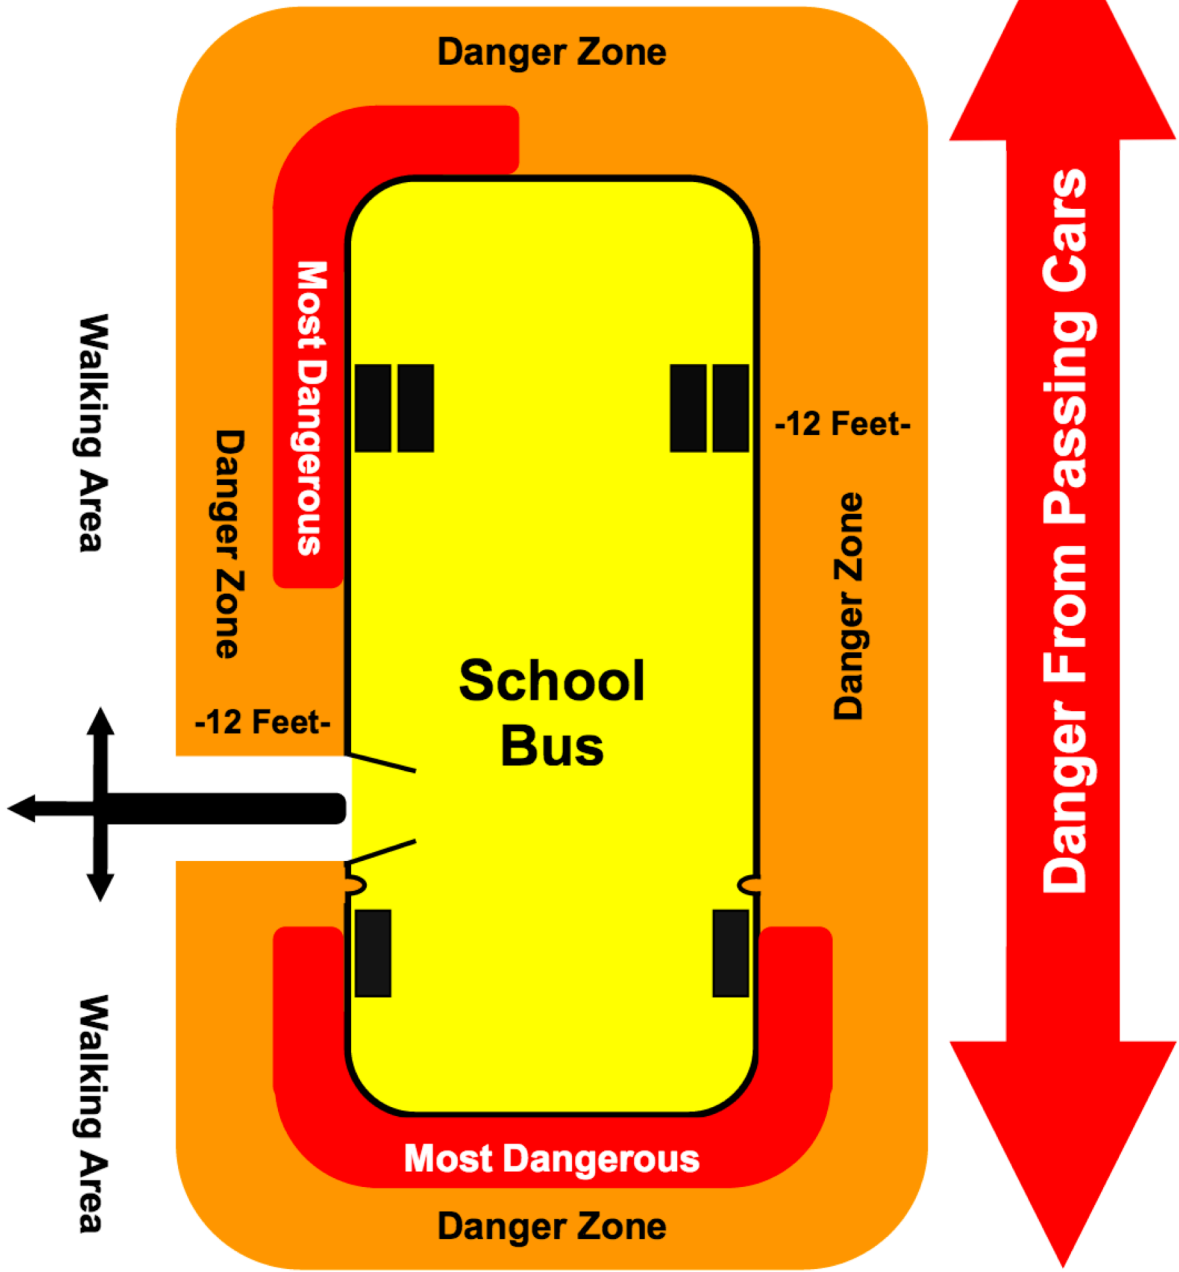 Danger Zone
Most Dangerous
Walking Area
Danger Zone
-12 Feet-
Danger Zone
Danger From Passing Cars
School
Bus
-12 Feet-
Walking Area
Most Dangerous
Danger Zone